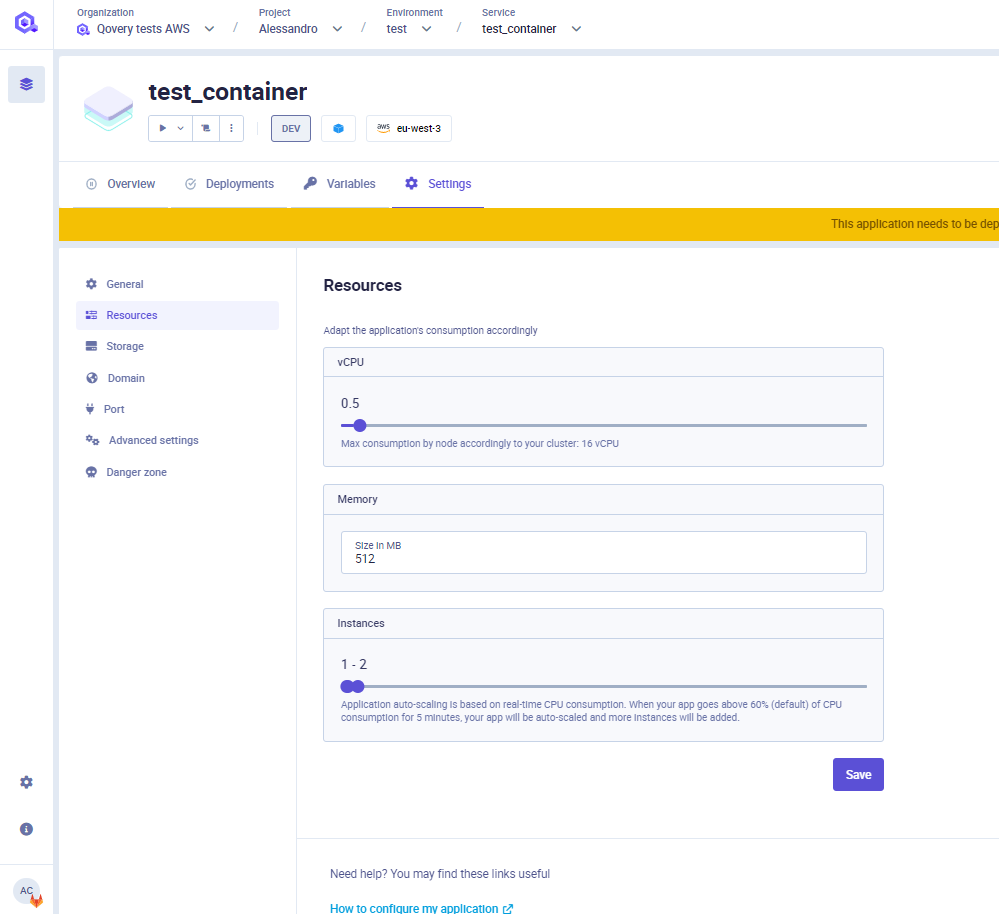 Organization
Qovery tests AWS
/
Project
Alessandro
/
Environment
test
/
Service
test_container
test_container
DEV
aws eu-west-3
Overview
Deployments
Variables
Settings
This application needs to be dep
General
Resources
Storage
Domain
Port
Advanced settings
Danger zone
Resources
Adapt the application's consumption accordingly
vCPU
0.5
Max consumption by node accordingly to your cluster: 16 vCPU
Memory
Size in MB
512
Instances
1 - 2
Application auto-scaling is based on real-time CPU consumption. When your app goes above 60% (default) of CPU
consumption for 5 minutes, your app will be auto-scaled and more instances will be added.
Save
AC
Need help? You may find these links useful
How to configure my application